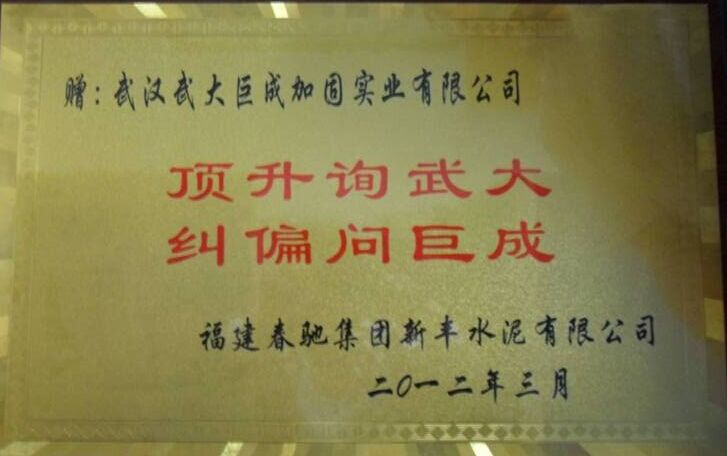 赠：武汉武大巨成加固实业有限公司
顶升询武大
纠偏问巨成
福建春驰集团新丰水泥有限公司
二〇一二年三月